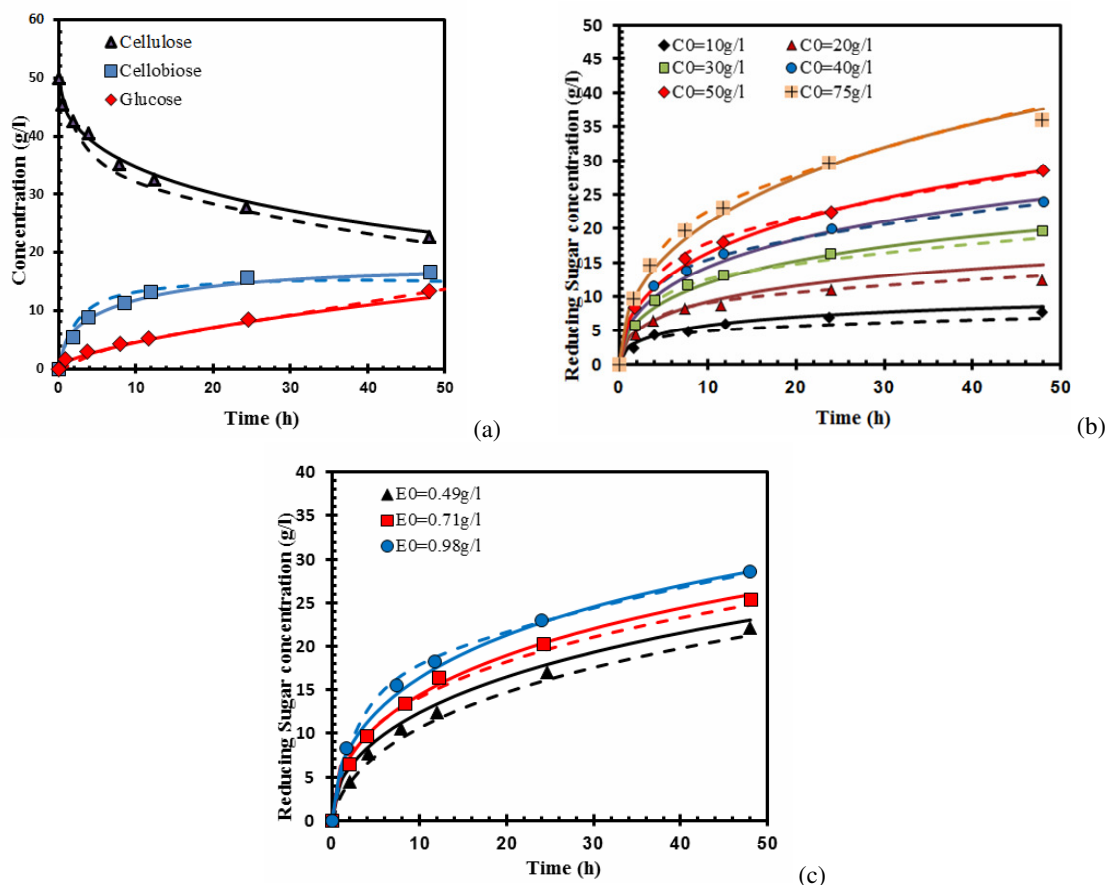 60
50
40
30
20
10
0
Concentration (g/l)
Cellulose
Cellobiose
Glucose
0 10 20 30 40 50
Time (h)
(a)
50
45
40
35
30
25
20
15
10
5
0
Reducing Sugar concentration (g/l)
C0=10g/l C0=20g/l
C0=30g/l C0=40g/l
C0=50g/l C0=75g/l
0 10 20 30 40 50
Time (h)
(b)
40
35
30
25
20
15
10
5
0
Reducing Sugar concentration (g/l)
E0=0.49g/l
E0=0.71g/l
E0=0.98g/l
0 10 20 30 40 50
Time (h)
(c)